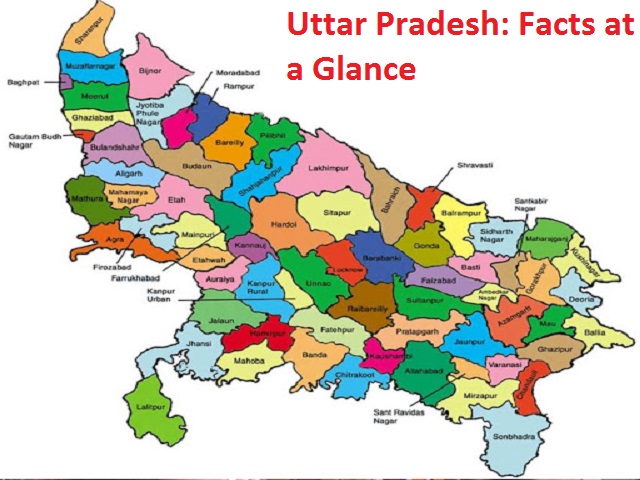 Uttar Pradesh: Facts at
a Glance
Sharanpur
Muzaffarnagar
Bijnor
Baghpat
Moradabad
Rampur
Meerut
Jyotiba
Phule
Nagar
Ghaziabad
Gautam Budh
Nagar
Bulandshahr
Bareilly
Pilibhit
Budaun
Aligarh
Shahjahanpur
Lakhimpur
Shravasti
Mathura
Mahamaya
Nagar
Etah
Bahraich
Santkabir
Nagar
Hardoi
Sitapur
Balrampur
Sidharth
Nagar
Maharajganj
Kushinagar
Agra
Mainpuri
Kannauj
Gonda
Firozabad
Farrukhabad
Etahwah
Lucknow
Barabanki
Basti
Gorakhpur
Auraiya
Kanpur
Rural
Unnao
Faizabad
Deoria
Kanpur
Urban
Ambedkar
Nagar
Sultanpur
Raibareilly
Azamgarh
Jalaun
Mau
Ballia
Hamirpur
Fatehpur
Pratapgarh
Jhansi
Jaunpur
Ghazipur
Mahoba
Banda
Kaushambi
Varanasi
Chitrakoot
Allahabad
Chandauli
Lalitpur
Sant Ravidas
Nagar
Mirzapur
Sonbhadra